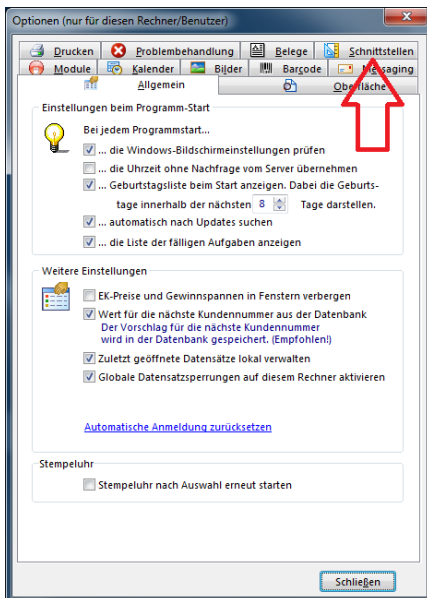 Optionen (nur für diesen Rechner/Benutzer)
Drucken Problembehandlung Belege Schnittstellen
Module Kalender Bilder Barcode Messaging
Allgemein Oberfläche
Einstellungen beim Programm-Start
Bei jedem Programmstart...
... die Windows-Bildschirmeinstellungen prüfen
... die Uhrzeit ohne Nachfrage vom Server übernehmen
... Geburtstagsliste beim Start anzeigen. Dabei die Geburts-
tage innerhalb der nächsten 8 Tage darstellen.
... automatisch nach Updates suchen
... die Liste der fälligen Aufgaben anzeigen
Weitere Einstellungen
EK-Preise und Gewinnspannen in Fenstern verbergen
Wert für die nächste Kundennummer aus der Datenbank
Der Vorschlag für die nächste Kundennummer
wird in der Datenbank gespeichert. (Empfohlen!)
Zuletzt geöffnete Datensätze lokal verwalten
Globale Datensatzsperrungen auf diesem Rechner aktivieren
Automatische Anmeldung zurücksetzen
Stempeluhr
Stempeluhr nach Auswahl erneut starten
Schließen